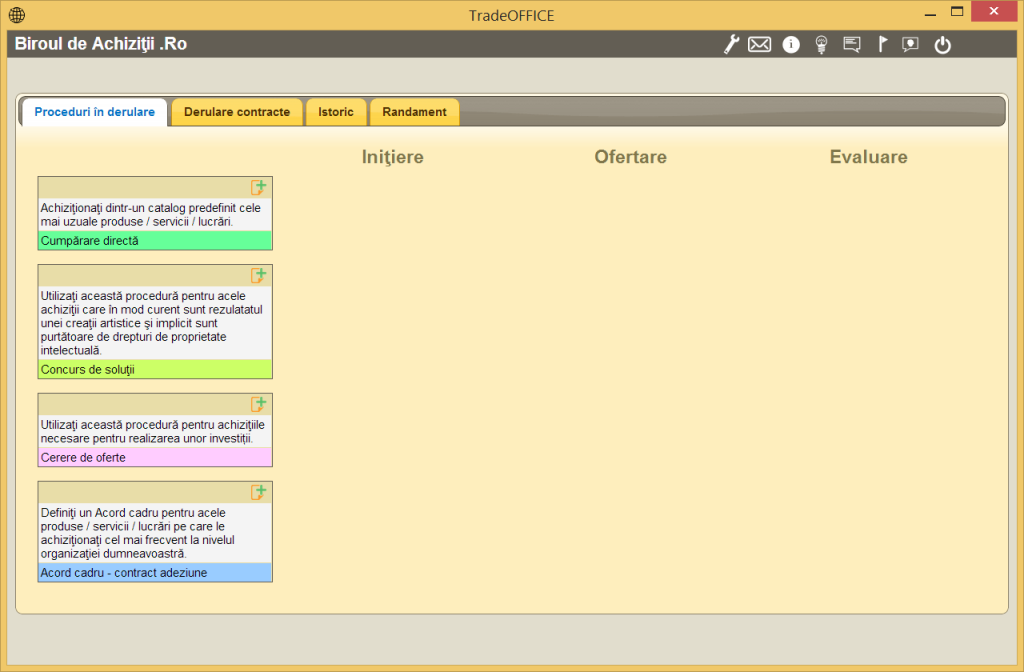 TradeOFFICE
Biroul de Achiziţii .Ro
Proceduri în derulare
Derulare contracte
Istoric
Randament
Iniţiere
Ofertare
Evaluare
Achiziţionaţi dintr-un catalog predefinit cele
mai uzuale produse / servicii / lucrări.
Cumpărare directă
Utilizaţi această procedură pentru acele
achiziţii care în mod curent sunt rezulatatul
unei creaţii artistice şi implicit sunt
purtătoare de drepturi de proprietate
intelectuală.
Concurs de soluţii
Utilizaţi această procedură pentru achizițiile
necesare pentru realizarea unor investiţii.
Cerere de oferte
Definiţi un Acord cadru pentru acele
produse / servicii / lucrări pe care le
achiziţionaţi cel mai frecvent la nivelul
organizaţiei dumneavoastră.
Acord cadru - contract adeziune